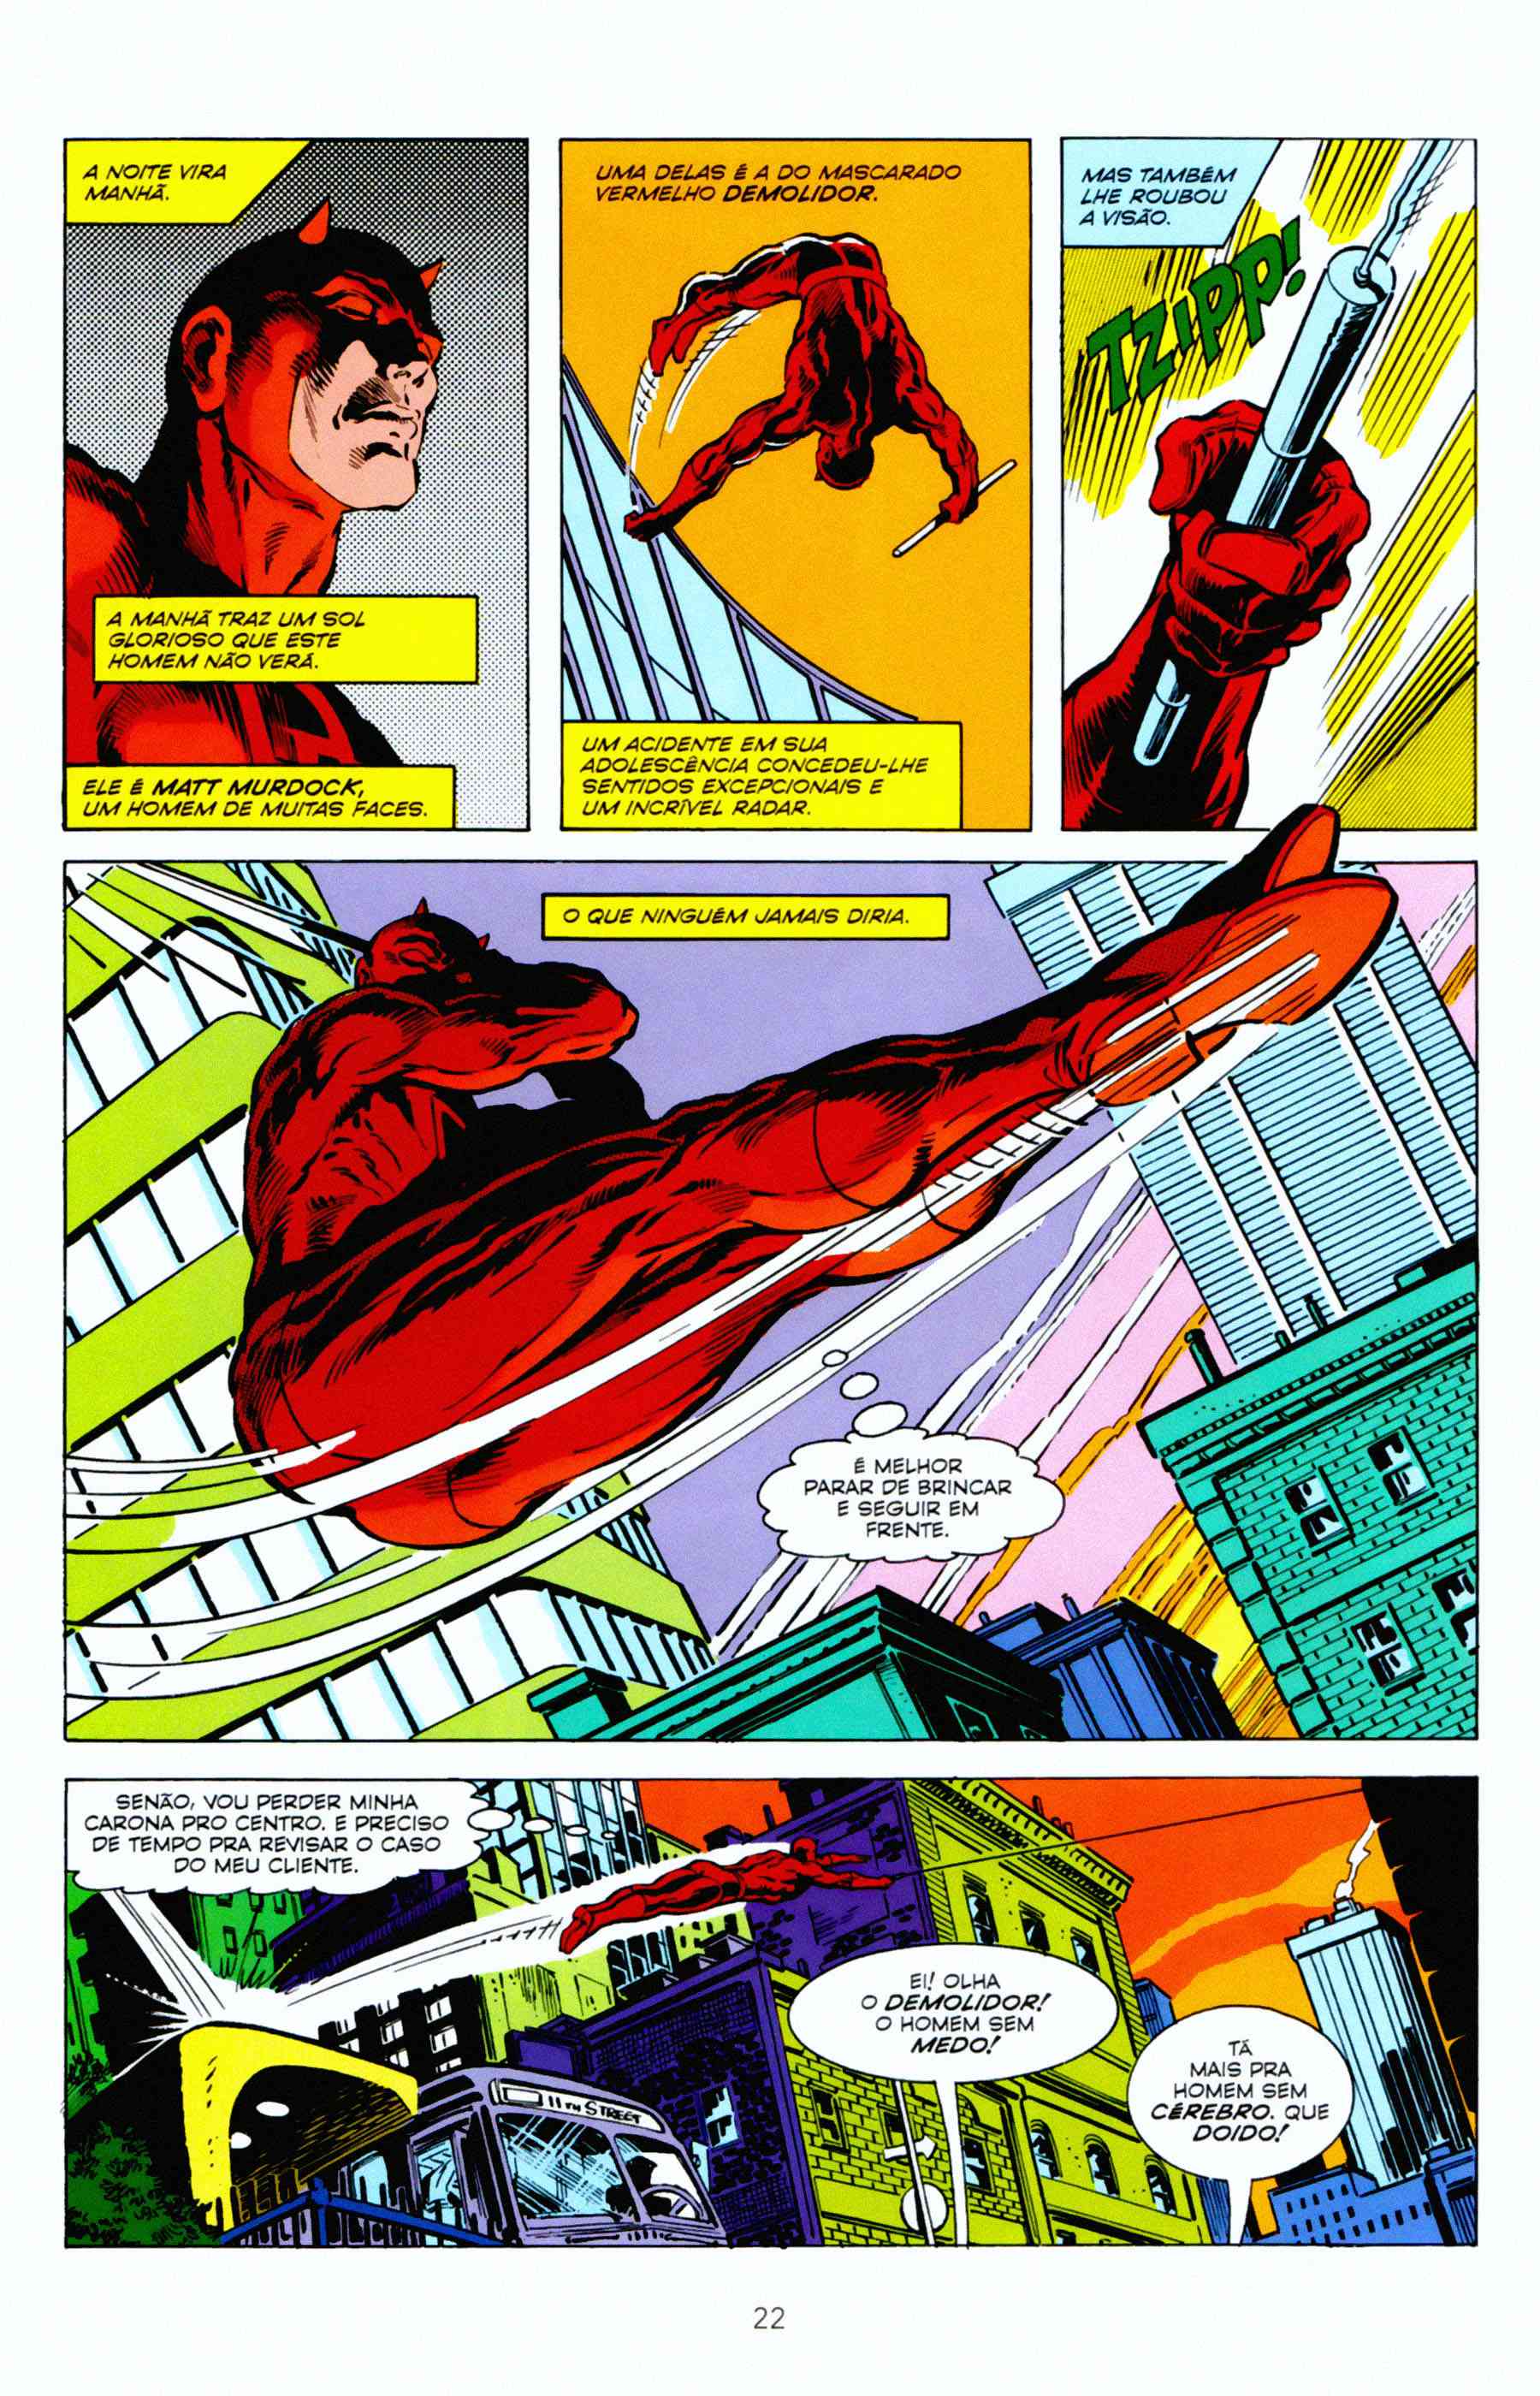 A NOITE VIRA
MANHÃ.
A MANHÃ TRAZ UM SOL
GLORIOSO QUE ESTE
HOMEM NÃO VERÁ.
ELE É MATT MURDOCK,
UM HOMEM DE MUITAS FACES.
UMA DELAS É A DO MASCARADO
VERMELHO DEMOLIDOR.
UM ACIDENTE EM SUA
ADOLESCÊNCIA CONCEDEU-LHE
SENTIDOS EXCEPCIONAIS E
UM INCRÍVEL RADAR.
MAS TAMBÉM
LHE ROUBOU
A VISÃO.
TZIPP!
O QUE NINGUÉM JAMAIS DIRIA.
É MELHOR
PARAR DE BRINCAR
E SEGUIR EM
FRENTE.
SENÃO, VOU PERDER MINHA
CARONA PRO CENTRO. E PRECISO
DE TEMPO PRA REVISAR O CASO
DO MEU CLIENTE.
EI! OLHA
O DEMOLIDOR!
O HOMEM SEM
MEDO!
TÁ
MAIS PRA
HOMEM SEM
CÉREBRO. QUE
DOIDO!
11TH STREET
22